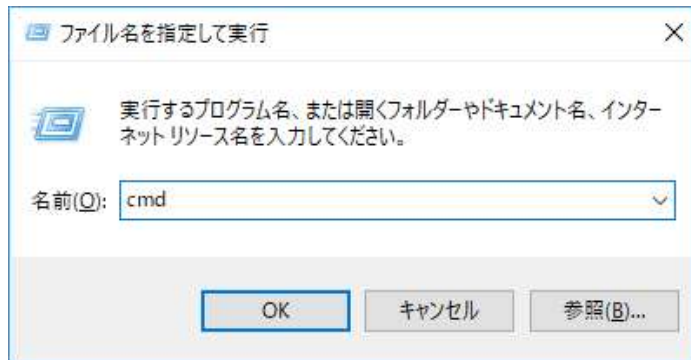 ファイル名を指定して実行
実行するプログラム名、または開くフォルダーやドキュメント名、インター
ネット リソース名を入力してください。
名前(O): cmd
OK キャンセル 参照(B)...